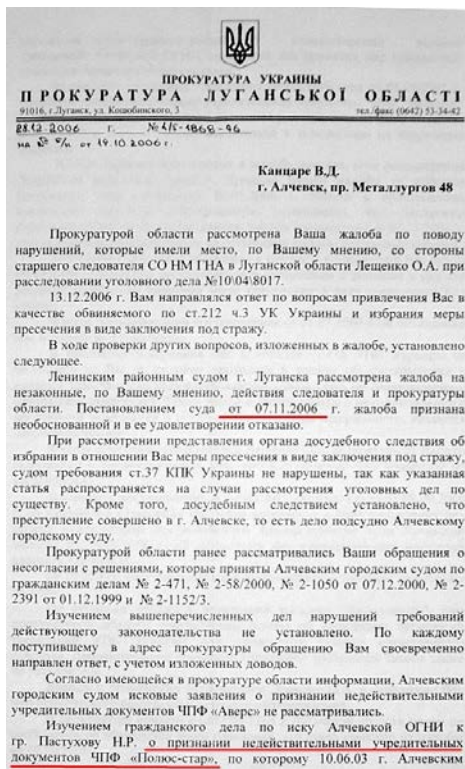 ПРОКУРАТУРА УКРАИНЫ
ПРОКУРАТУРА ЛУГАНСЬКОЇ ОБЛАСТІ
91016, г.Луганск, ул. Коцюбинского, 3 тел./факс (0642) 53-34-42
28.12.2006 г. № 4/5-1868-96
на № б/н от 19.10.2006 г.
Канцаре В.Д.
г. Алчевск, пр. Металлургов 48
Прокуратурой области рассмотрена Ваша жалоба по поводу
нарушений, которые имели место, по Вашему мнению, со стороны
старшего следователя СО НМ ГНА в Луганской области Лещенко О.А. при
расследовании уголовного дела №10\04\8017.
13.12.2006 г. Вам направлялся ответ по вопросам привлечения Вас в
качестве обвиняемого по ст.212 ч.3 УК Украины и избрания меры
пресечения в виде заключения под стражу.
В ходе проверки других вопросов, изложенных в жалобе, установлено
следующее.
Ленинским районным судом г. Луганска рассмотрена жалоба на
незаконные, по Вашему мнению, действия следователя и прокуратуры
области. Постановлением суда от 07.11.2006 г. жалоба признана
необоснованной и в ее удовлетворении отказано.
При рассмотрении представления органа досудебного следствия об
избрании в отношении Вас меры пресечения в виде заключения под стражу,
судом требования ст.37 КПК Украины не нарушены, так как указанная
статья распространяется на случаи рассмотрения уголовных дел по
существу. Кроме того, досудебным следствием установлено, что
преступление совершено в г. Алчевске, то есть дело подсудно Алчевскому
городскому суду.
Прокуратурой области ранее рассматривались Ваши обращения о
несогласии с решениями, которые приняты Алчевским городским судом по
гражданским делам № 2-471, № 2-58/2000, № 2-1050 от 07.12.2000, № 2-
2391 от 01.12.1999 и № 2-1152/3.
Изучением вышеперечисленных дел нарушений требований
действующего законодательства не установлено. По каждому
поступившему в адрес прокуратуры обращению Вам своевременно
направлен ответ, с учетом изложенных доводов.
Согласно имеющейся в прокуратуре области информации, Алчевским
городским судом исковые заявления о признании недействительными
учредительных документов ЧПФ «Аверс» не рассматривались.
Изучением гражданского дела по иску Алчевской ОГНИ к
гр. Пастухову Н.Р. о признании недействительными учредительных
документов ЧПФ «Полюс-стар», по которому 10.06.03 г. Алчевским